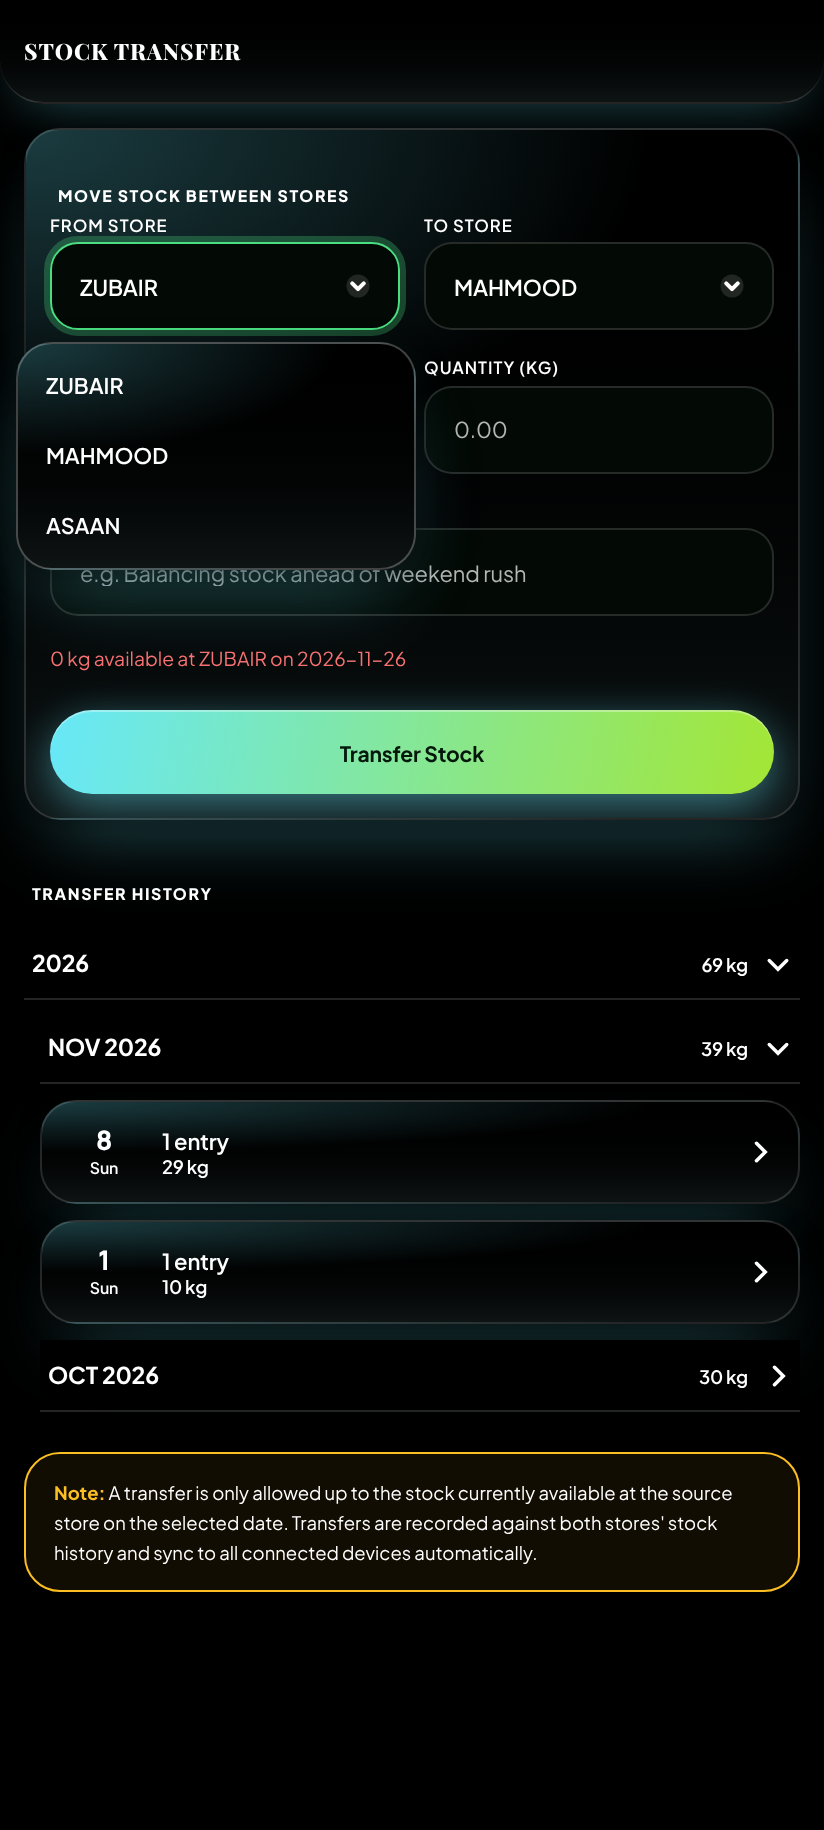 STOCK TRANSFER
MOVE STOCK BETWEEN STORES
FROM STORE
TO STORE
ZUBAIR
MAHMOOD
ZUBAIR
MAHMOOD
ASAAN
QUANTITY (KG)
0.00
e.g. Balancing stock ahead of weekend rush
0 kg available at ZUBAIR on 2026-11-26
Transfer Stock
TRANSFER HISTORY
2026
69 kg
NOV 2026
39 kg
8
Sun
1 entry
29 kg
1
Sun
1 entry
10 kg
OCT 2026
30 kg
Note: A transfer is only allowed up to the stock currently available at the source
store on the selected date. Transfers are recorded against both stores' stock
history and sync to all connected devices automatically.